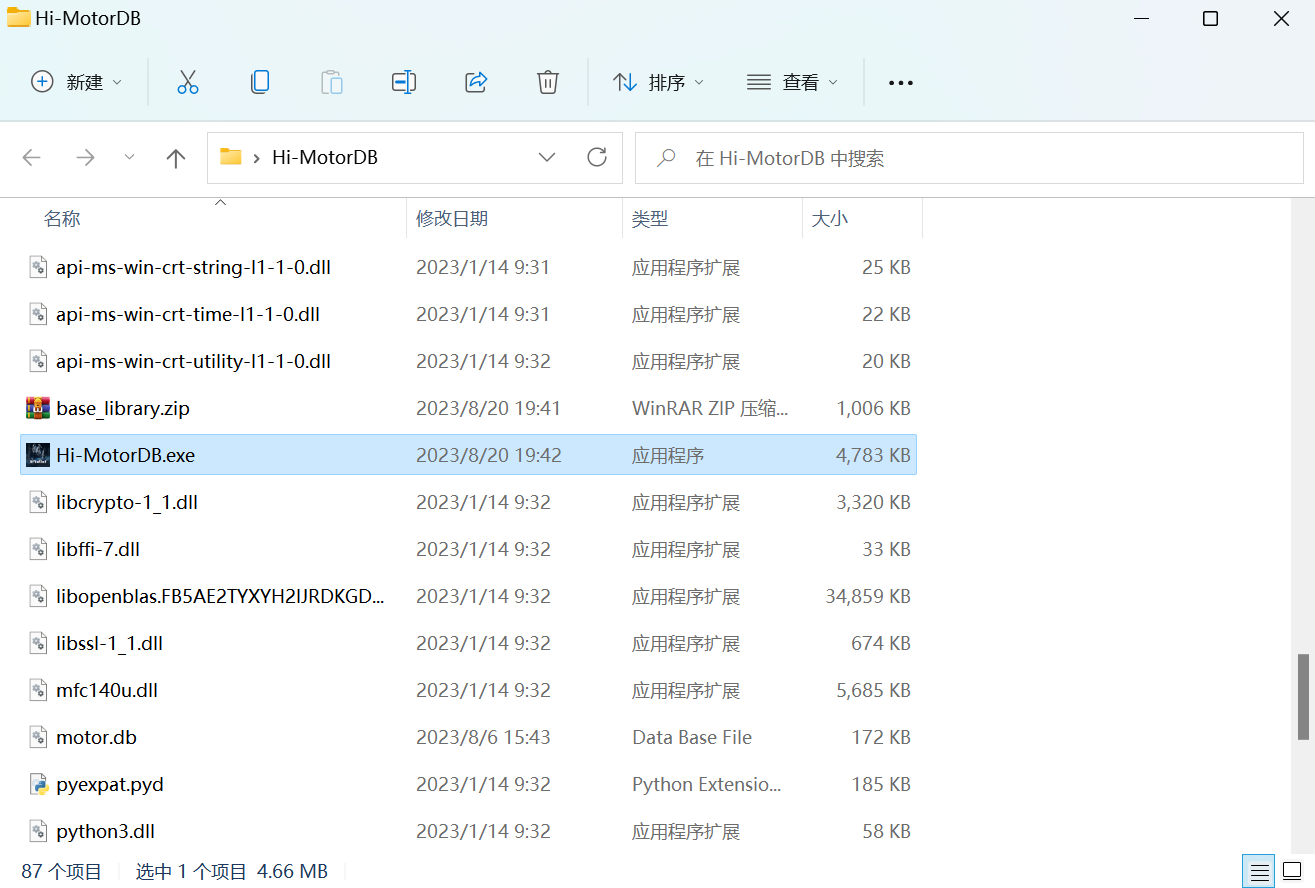 Hi-MotorDB
新建 排序 查看
Hi-MotorDB 在 Hi-MotorDB 中搜索
名称 修改日期 类型 大小
api-ms-win-crt-string-l1-1-0.dll 2023/1/14 9:31 应用程序扩展 25 KB
api-ms-win-crt-time-l1-1-0.dll 2023/1/14 9:31 应用程序扩展 22 KB
api-ms-win-crt-utility-l1-1-0.dll 2023/1/14 9:32 应用程序扩展 20 KB
base_library.zip 2023/8/20 19:41 WinRAR ZIP 压缩... 1,006 KB
Hi-MotorDB.exe 2023/8/20 19:42 应用程序 4,783 KB
libcrypto-1_1.dll 2023/1/14 9:32 应用程序扩展 3,320 KB
libffi-7.dll 2023/1/14 9:32 应用程序扩展 33 KB
libopenblas.FB5AE2TYXYH2IJRDKGD... 2023/1/14 9:32 应用程序扩展 34,859 KB
libssl-1_1.dll 2023/1/14 9:32 应用程序扩展 674 KB
mfc140u.dll 2023/1/14 9:32 应用程序扩展 5,685 KB
motor.db 2023/8/6 15:43 Data Base File 172 KB
pyexpat.pyd 2023/1/14 9:32 Python Extensio... 185 KB
python3.dll 2023/1/14 9:32 应用程序扩展 58 KB
87 个项目 选中 1 个项目 4.66 MB